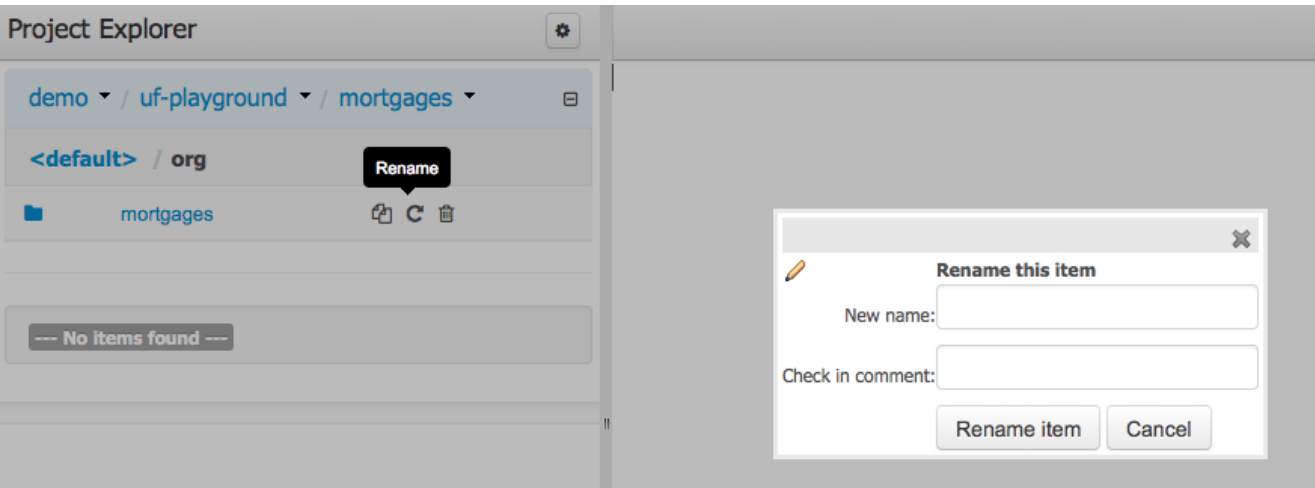 Project Explorer
demo / uf-playground / mortgages
<default> / org
Rename
mortgages
--- No items found ---
Rename this item
New name:
Check in comment:
Rename item Cancel